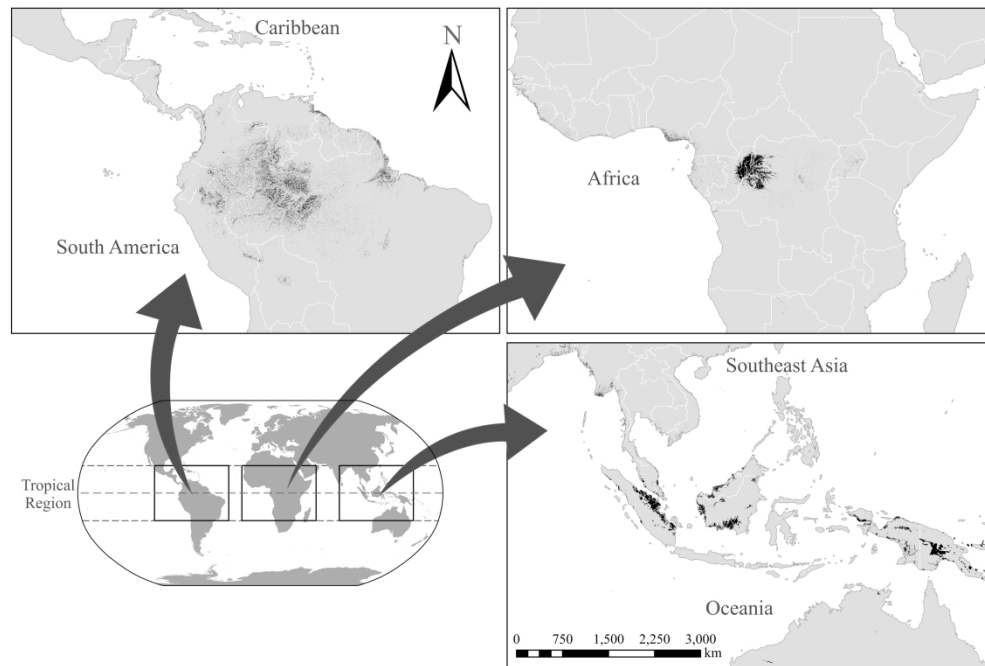 Caribbean
N
South America
Africa
Tropical
Region
Southeast Asia
Oceania
0 750 1,500 2,250 3,000
km